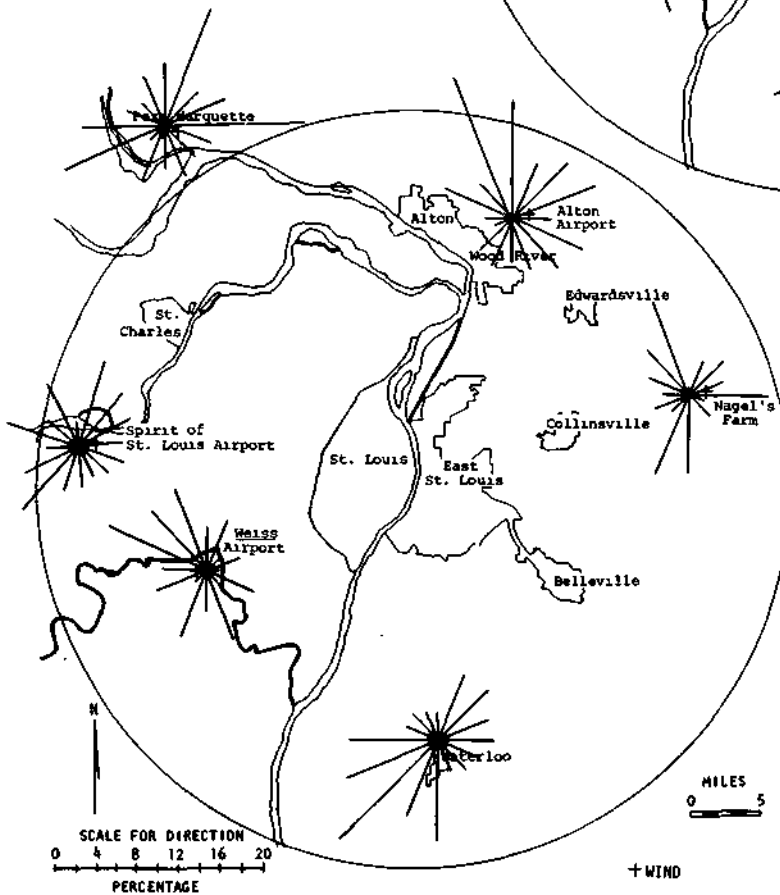 Pere Marquette
Alton
Alton
Airport
Wood River
Edwardsville
St.
Charles
Nagel's
Farm
Collinsville
Spirit of
St. Louis Airport
St. Louis
East
St. Louis
Weiss
Airport
Belleville
N
Waterloo
MILES
0 5
SCALE FOR DIRECTION
0 4 8 12 16 20
PERCENTAGE
+WIND